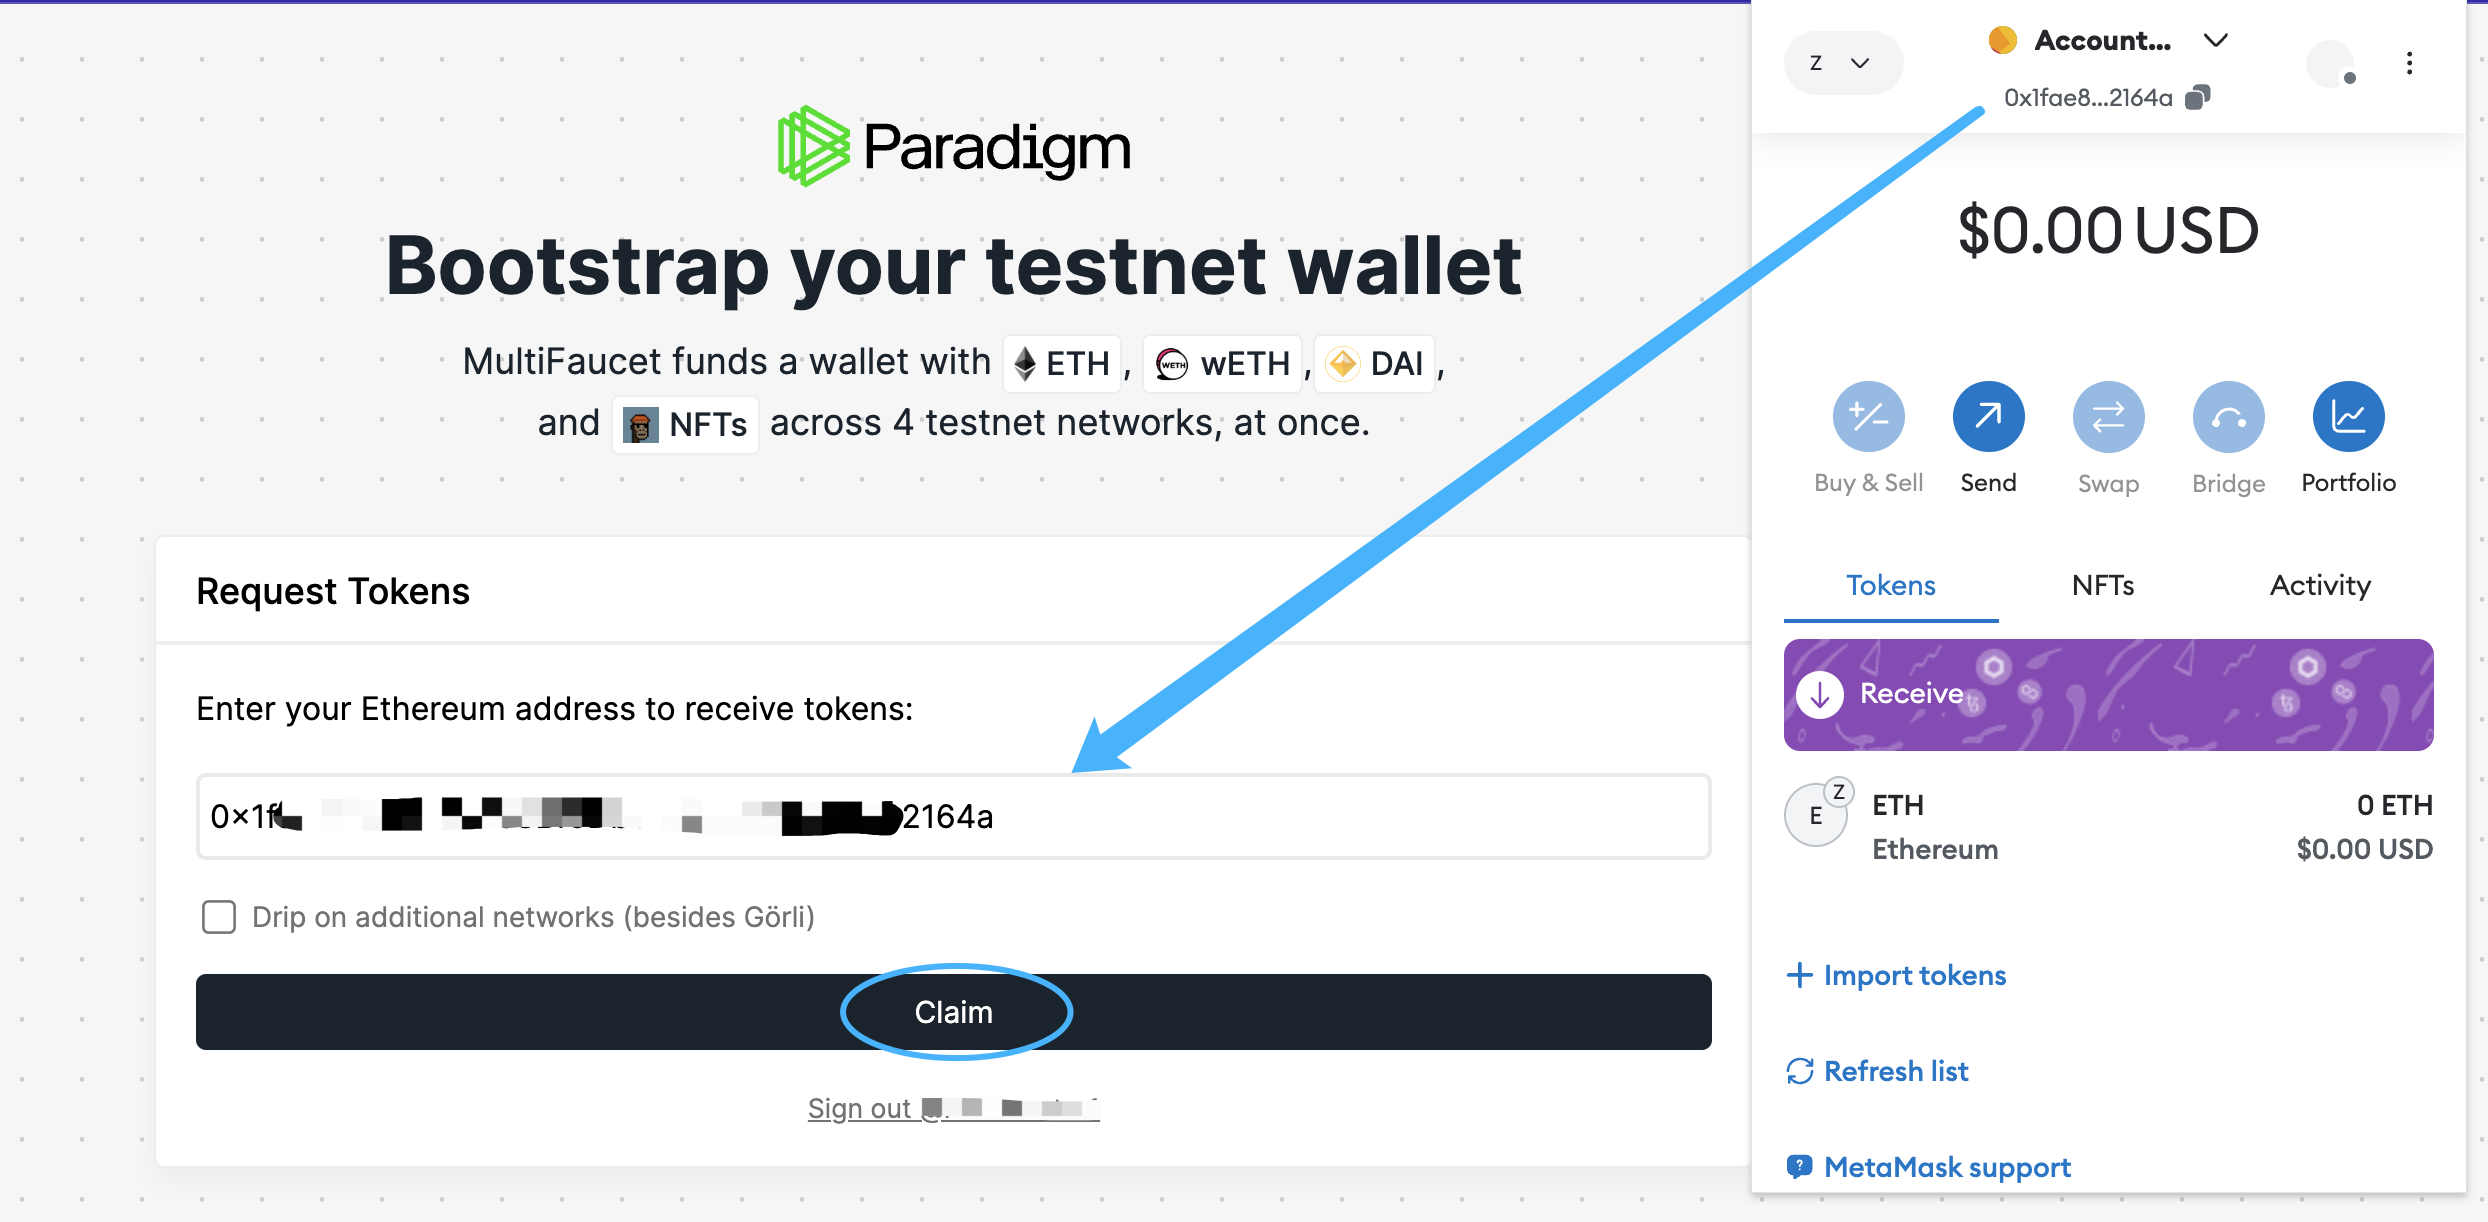 Paradigm
Bootstrap your testnet wallet
MultiFaucet funds a wallet with ETH, wETH, DAI,
and NFTs across 4 testnet networks, at once.
Request Tokens
Enter your Ethereum address to receive tokens:
2164a
Drip on additional networks (besides Görli)
Claim
Sign out
Z
Account...
0x1fae8...2164a
$0.00 USD
Buy & Sell
Send
Swap
Bridge
Portfolio
Tokens
NFTs
Activity
Receive
E
Z
ETH
0 ETH
Ethereum
$0.00 USD
Import tokens
Refresh list
MetaMask support